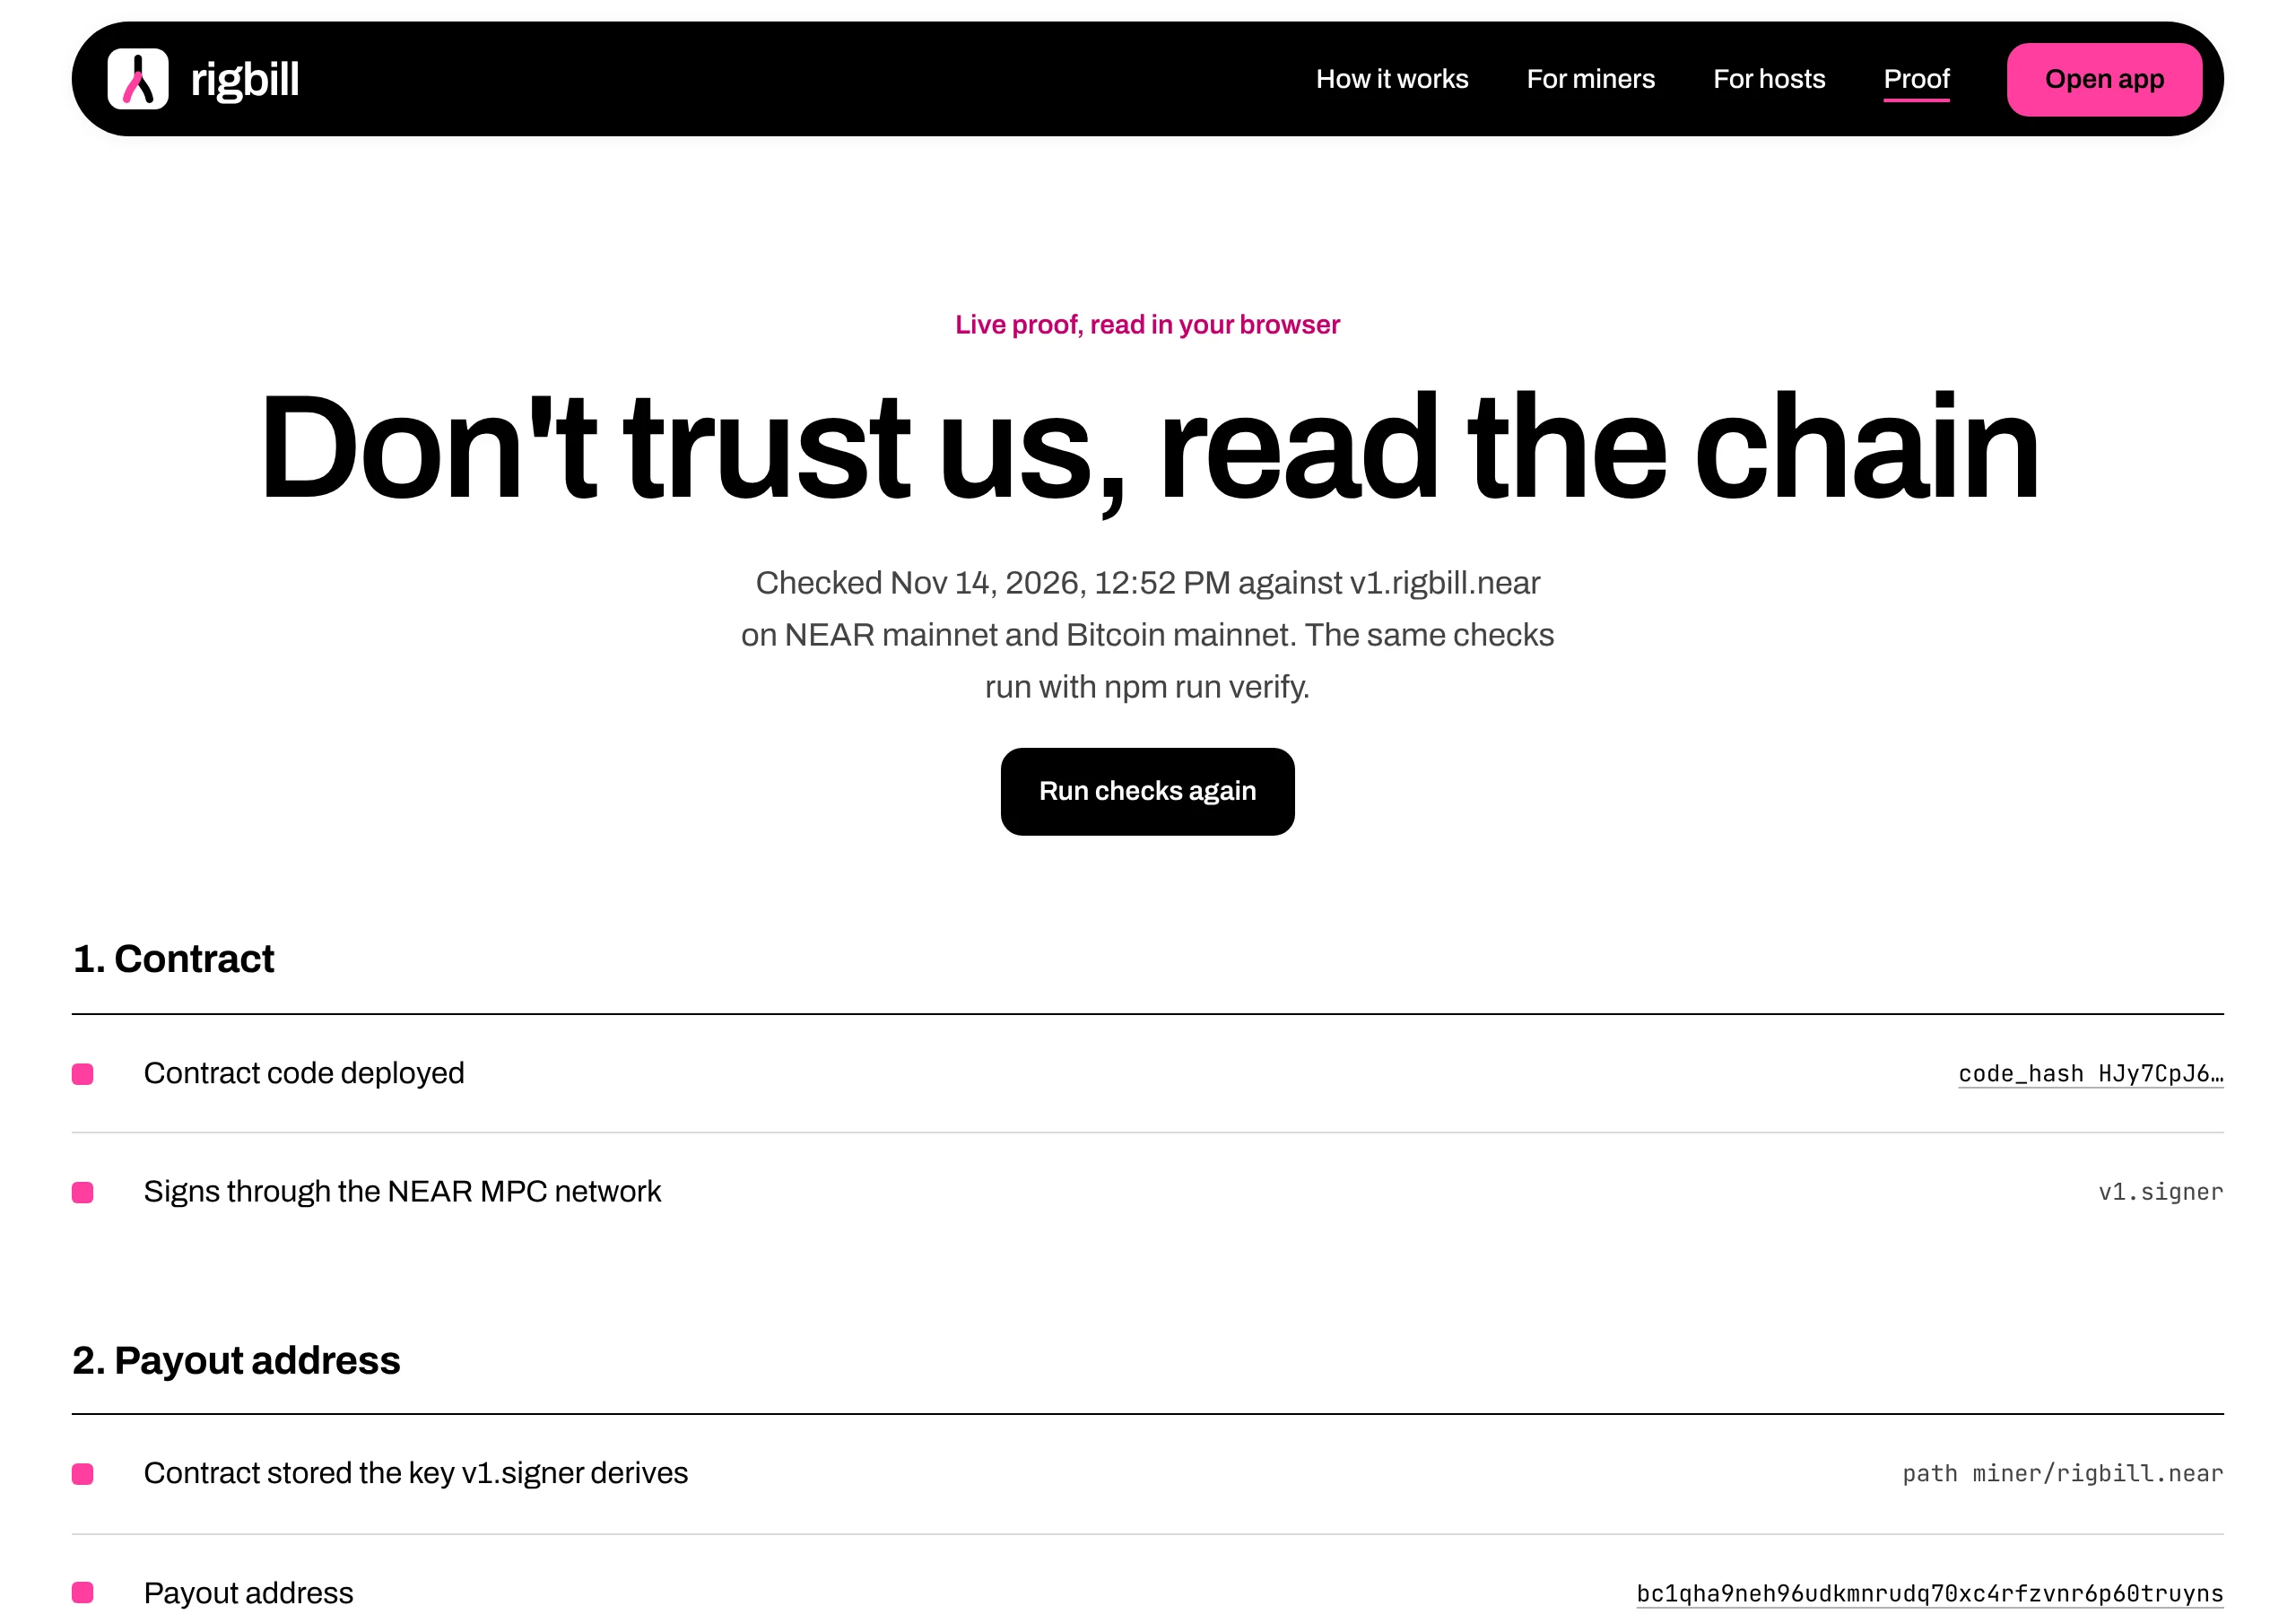 rigbill
How it works
For miners
For hosts
Proof
Open app
Live proof, read in your browser
Don't trust us, read the chain
Checked Nov 14, 2026, 12:52 PM against v1.rigbill.near
on NEAR mainnet and Bitcoin mainnet. The same checks
run with npm run verify.
Run checks again
1. Contract
Contract code deployed
code_hash HJy7CpJ6…
Signs through the NEAR MPC network
v1.signer
2. Payout address
Contract stored the key v1.signer derives
path miner/rigbill.near
Payout address
bc1qha9neh96udkmnrudq70xc4rfzvnr6p60truyns